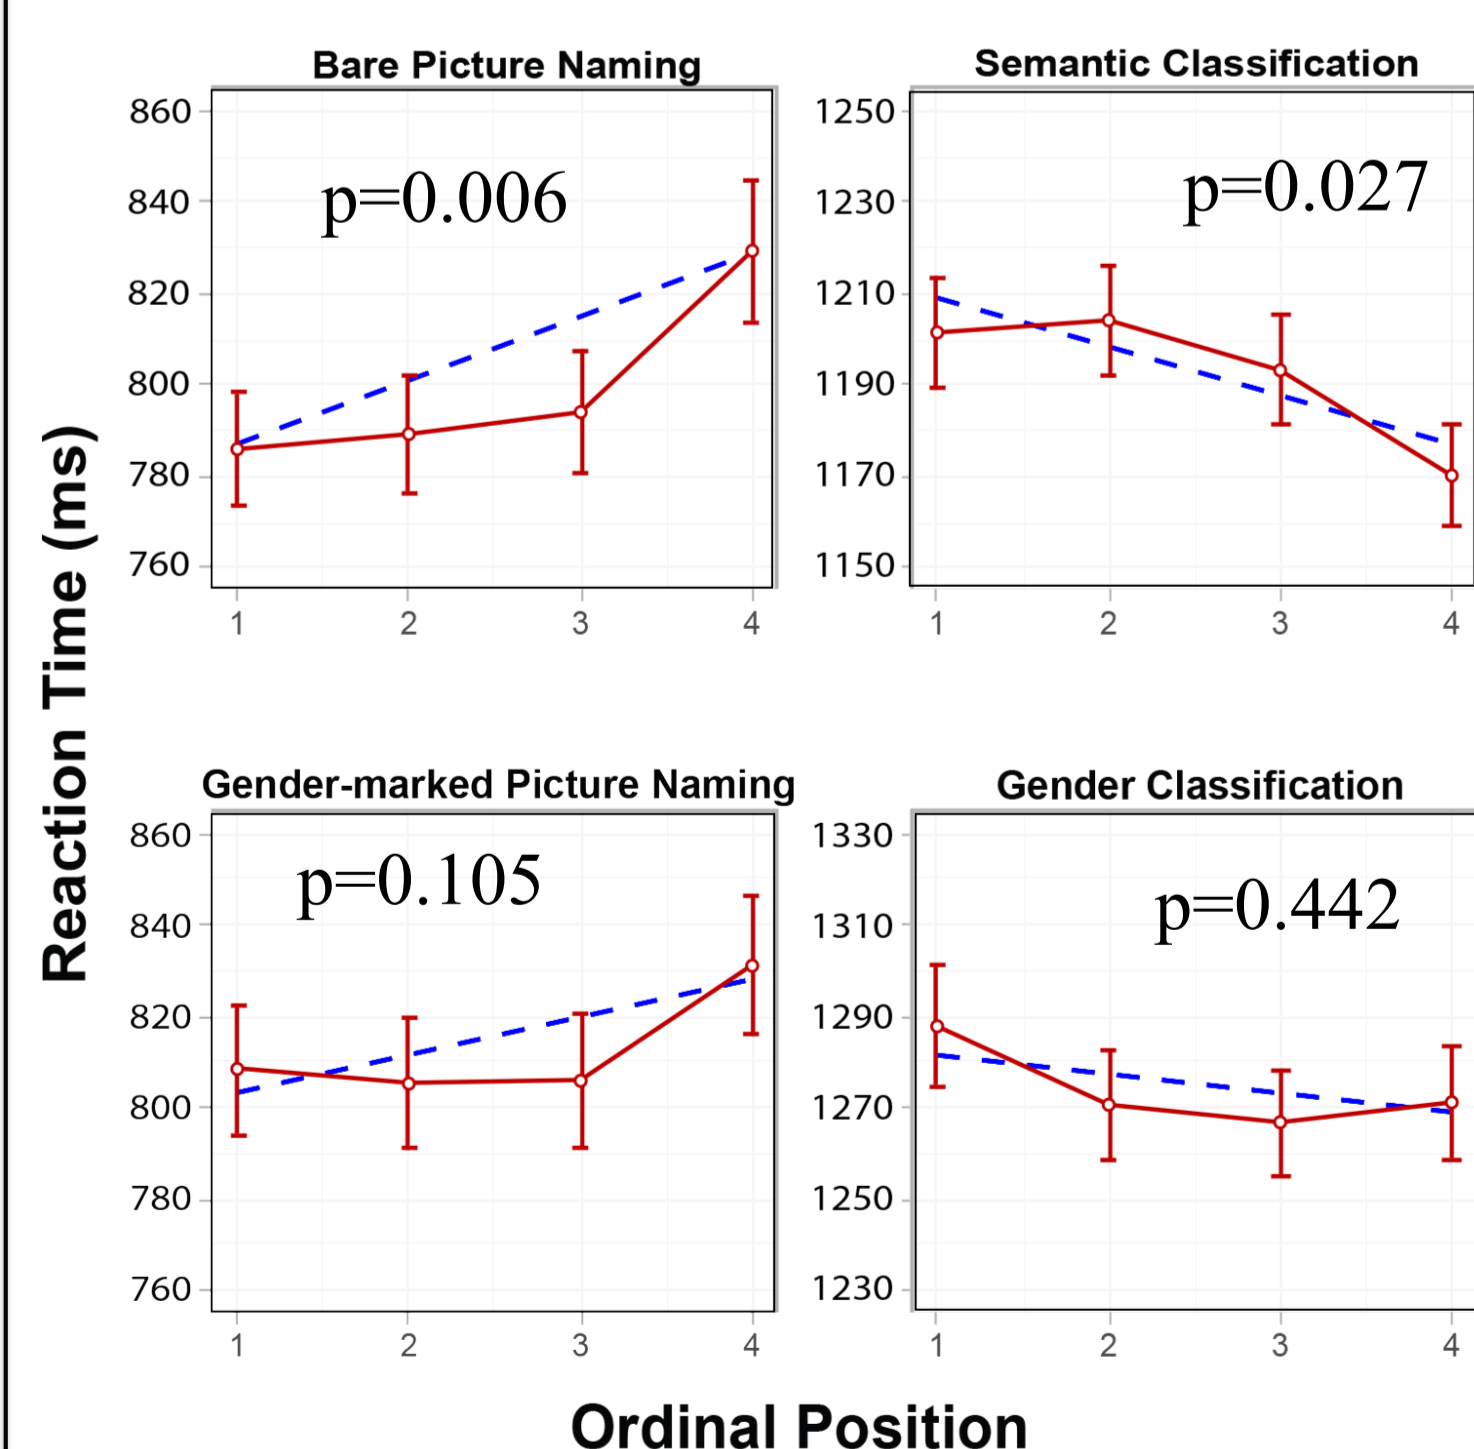 Bare Picture Naming
Semantic Classification
860
840
820
800
780
760
p=0.006
1 2 3 4
1250
1230
1210
1190
1170
1150
p=0.027
1 2 3 4
Reaction Time (ms)
Gender-marked Picture Naming
Gender Classification
860
840
820
800
780
760
p=0.105
1 2 3 4
1330
1310
1290
1270
1250
1230
p=0.442
1 2 3 4
Ordinal Position